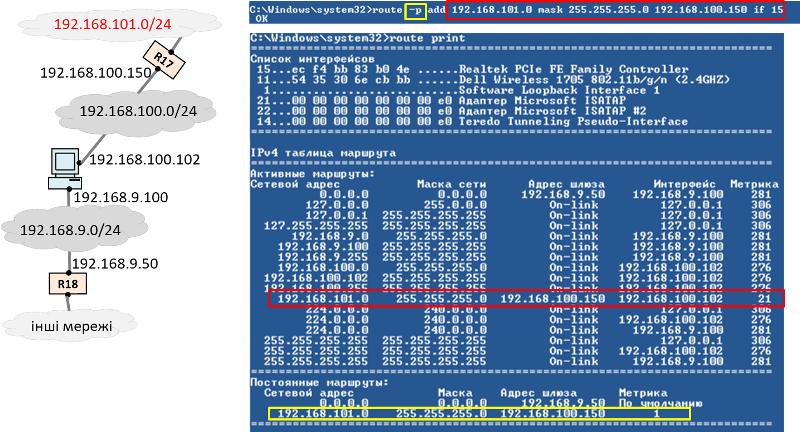 192.168.101.0/24
R17
192.168.100.150
192.168.100.0/24
192.168.100.102
192.168.9.100
192.168.9.0/24
192.168.9.50
R18
інші мережі
C:\Windows\system32>route -p add 192.168.101.0 mask 255.255.255.0 192.168.100.150 if 15
OK
C:\Windows\system32>route print
Список интерфейсов
15...ec f4 bb 83 b0 4e ......Realtek PCIe FE Family Controller
11...54 35 30 6e cb bb ......Dell Wireless 1705 802.11b/g/n (2.4GHZ)
1...........................Software Loopback Interface 1
21...00 00 00 00 00 00 00 e0 Адаптер Microsoft ISATAP
22...00 00 00 00 00 00 00 e0 Адаптер Microsoft ISATAP #2
14...00 00 00 00 00 00 00 e0 Teredo Tunneling Pseudo-Interface
IPv4 таблица маршрута
Активные маршруты:
Сетевой адрес Маска сети Адрес шлюза Интерфейс Метрика
0.0.0.0 0.0.0.0 192.168.9.50 192.168.9.100 281
127.0.0.0 255.0.0.0 On-link 127.0.0.1 306
127.0.0.1 255.255.255.255 On-link 127.0.0.1 306
127.255.255.255 255.255.255.255 On-link 127.0.0.1 306
192.168.9.0 255.255.255.0 On-link 192.168.9.100 281
192.168.9.100 255.255.255.255 On-link 192.168.9.100 281
192.168.9.255 255.255.255.255 On-link 192.168.9.100 281
192.168.100.0 255.255.255.0 On-link 192.168.100.102 276
192.168.100.102 255.255.255.255 On-link 192.168.100.102 276
192.168.100.255 255.255.255.255 On-link 192.168.100.102 276
192.168.101.0 255.255.255.0 192.168.100.150 192.168.100.102 21
224.0.0.0 240.0.0.0 On-link 127.0.0.1 306
224.0.0.0 240.0.0.0 On-link 192.168.100.102 276
224.0.0.0 240.0.0.0 On-link 192.168.9.100 281
255.255.255.255 255.255.255.255 On-link 127.0.0.1 306
255.255.255.255 255.255.255.255 On-link 192.168.100.102 276
255.255.255.255 255.255.255.255 On-link 192.168.9.100 281
Постоянные маршруты:
Сетевой адрес Маска Адрес шлюза Метрика
0.0.0.0 0.0.0.0 192.168.9.50 По умолчанию
192.168.101.0 255.255.255.0 192.168.100.150 1